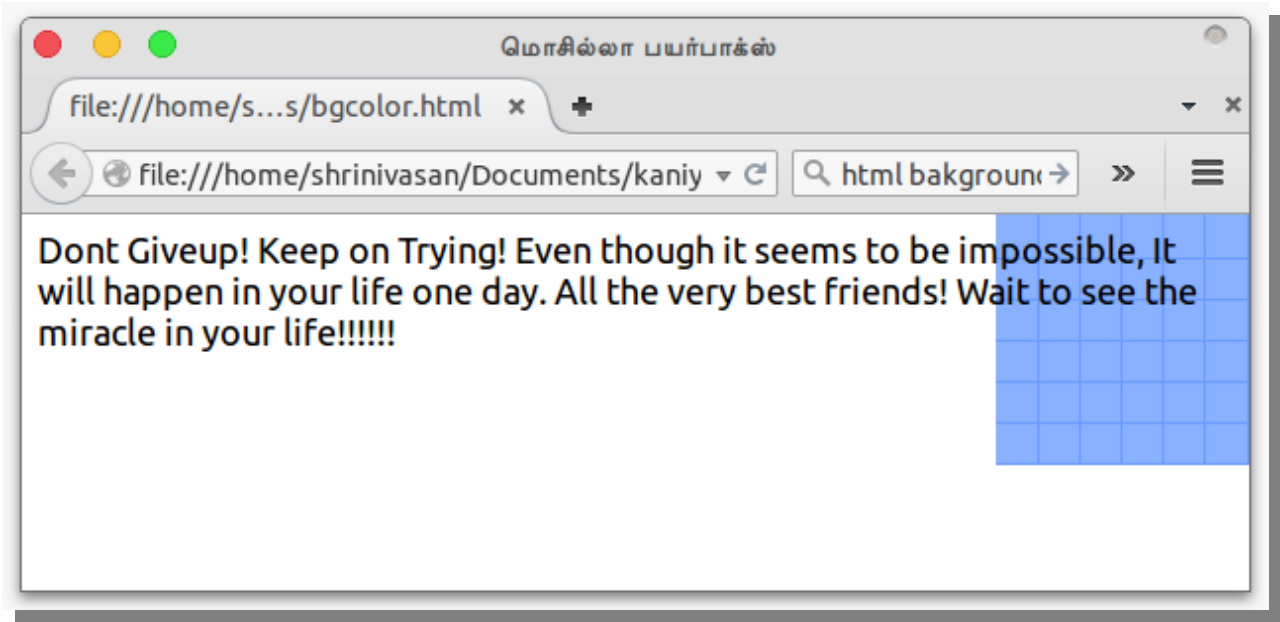 மொசில்லா பயர்பாக்ஸ்
file:///home/s...s/bgcolor.html
file:///home/shrinivasan/Documents/kaniy
html bakgroun
Dont Giveup! Keep on Trying! Even though it seems to be impossible, It
will happen in your life one day. All the very best friends! Wait to see the
miracle in your life!!!!!!